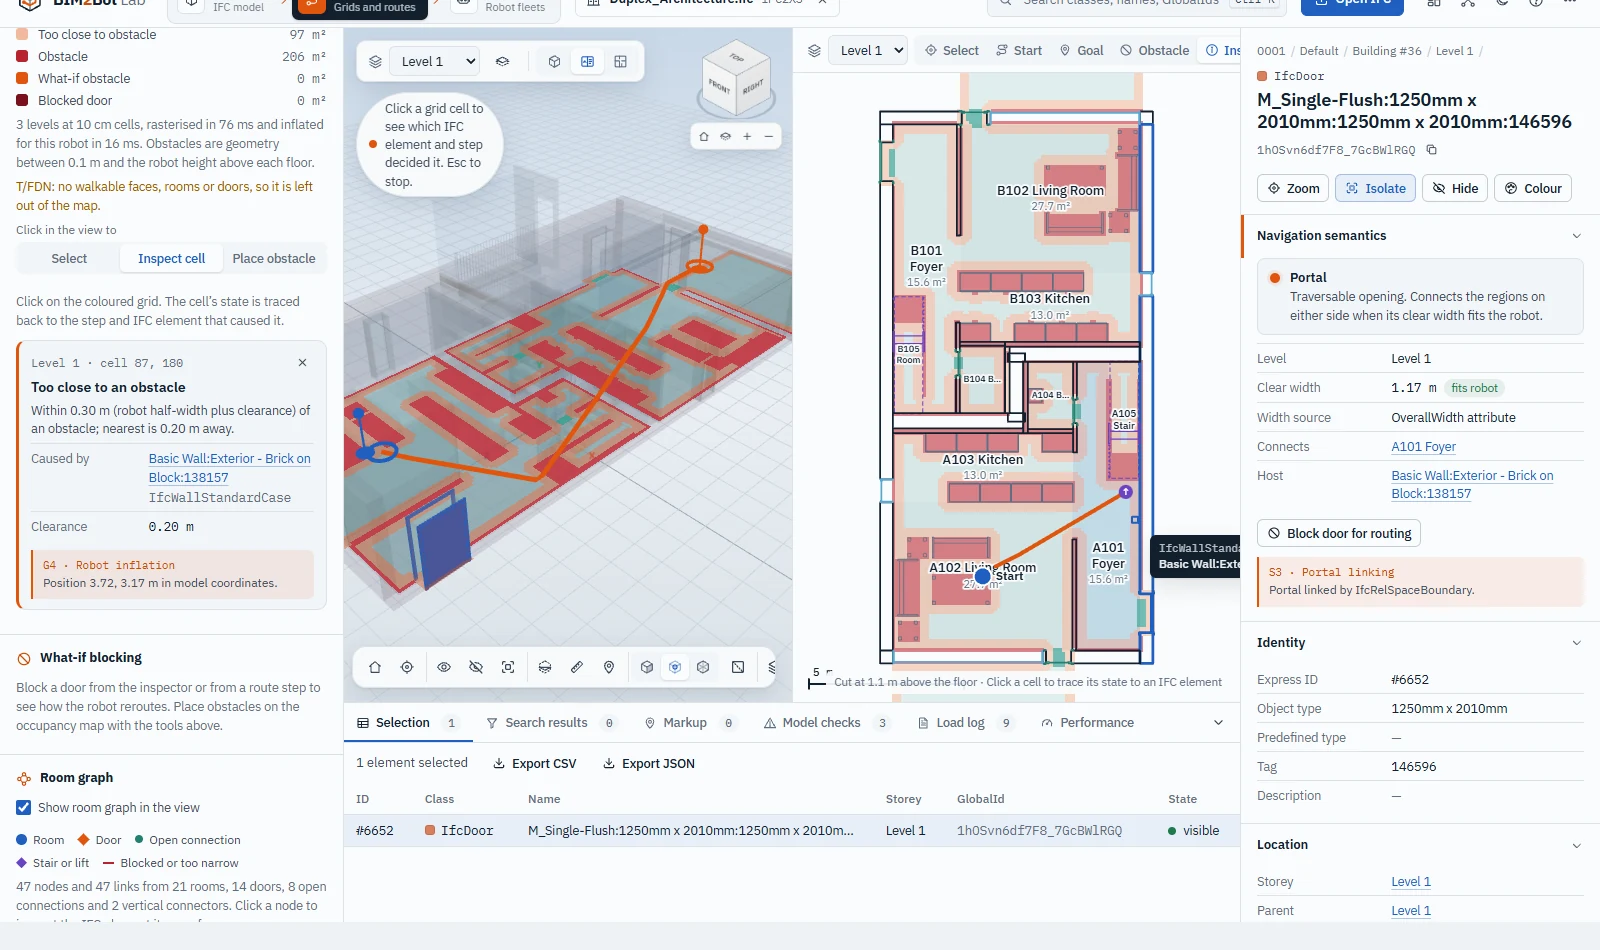 BIM2Bot Lab
IFC model
Grids and routes
Robot fleets
Duplex_Architecture.ifc
IFC2X3
Search classes, names, GlobalIds
Ctrl K
Open IFC
Too close to obstacle 97 m²
Obstacle 206 m²
What-if obstacle 0 m²
Blocked door 0 m²
3 levels at 10 cm cells, rasterised in 76 ms and inflated
for this robot in 16 ms. Obstacles are geometry
between 0.1 m and the robot height above each floor.
T/FDN: no walkable faces, rooms or doors, so it is left
out of the map.
Click in the view to
Select Inspect cell Place obstacle
Click on the coloured grid. The cell's state is traced
back to the step and IFC element that caused it.
Level 1 · cell 87, 180
Too close to an obstacle
Within 0.30 m (robot half-width plus clearance) of
an obstacle; nearest is 0.20 m away.
Caused by Basic Wall:Exterior - Brick on
Block:138157
IfcWallStandardCase
Clearance 0.20 m
G4 · Robot inflation
Position 3.72, 3.17 m in model coordinates.
What-if blocking
Block a door from the inspector or from a route step to
see how the robot reroutes. Place obstacles on the
occupancy map with the tools above.
Room graph
Show room graph in the view
Room Door Open connection
Stair or lift Blocked or too narrow
47 nodes and 47 links from 21 rooms, 14 doors, 8 open
connections and 2 vertical connectors. Click a node to
Level 1
Click a grid cell to
see which IFC
element and step
decided it. Esc to
stop.
TOP
FRONT
RIGHT
Level 1
Select Start Goal Obstacle Ins
B102 Living Room
27.7 m²
B101
Foyer
15.6 m²
B103 Kitchen
13.0 m²
B105
Room
B104 B...
A104 B...
A105
Stair
A103 Kitchen
13.0 m²
A102 Living Room
Start
A101
Foyer
15.6 m²
IfcWallStanda
Basic Wall:Exte
5
Cut at 1.1 m above the floor · Click a cell to trace its state to an IFC element
Selection 1
Search results 0
Markup 0
Model checks 3
Load log 9
Performance
1 element selected
Export CSV
Export JSON
ID Class Name Storey GlobalId State
#6652 IfcDoor M_Single-Flush:1250mm x 2010mm:1250mm x 2010m... Level 1 1hOSvn6df7F8_7GcBWlRGQ visible
0001 / Default / Building #36 / Level 1 /
IfcDoor
M_Single-Flush:1250mm x
2010mm:1250mm x 2010mm:146596
1hOSvn6df7F8_7GcBWlRGQ
Zoom Isolate Hide Colour
Navigation semantics
Portal
Traversable opening. Connects the regions on
either side when its clear width fits the robot.
Level Level 1
Clear width 1.17 m fits robot
Width source OverallWidth attribute
Connects A101 Foyer
Host Basic Wall:Exterior - Brick on
Block:138157
Block door for routing
S3 · Portal linking
Portal linked by IfcRelSpaceBoundary.
Identity
Express ID #6652
Object type 1250mm x 2010mm
Predefined type —
Tag 146596
Description —
Location
Storey Level 1
Parent Level 1